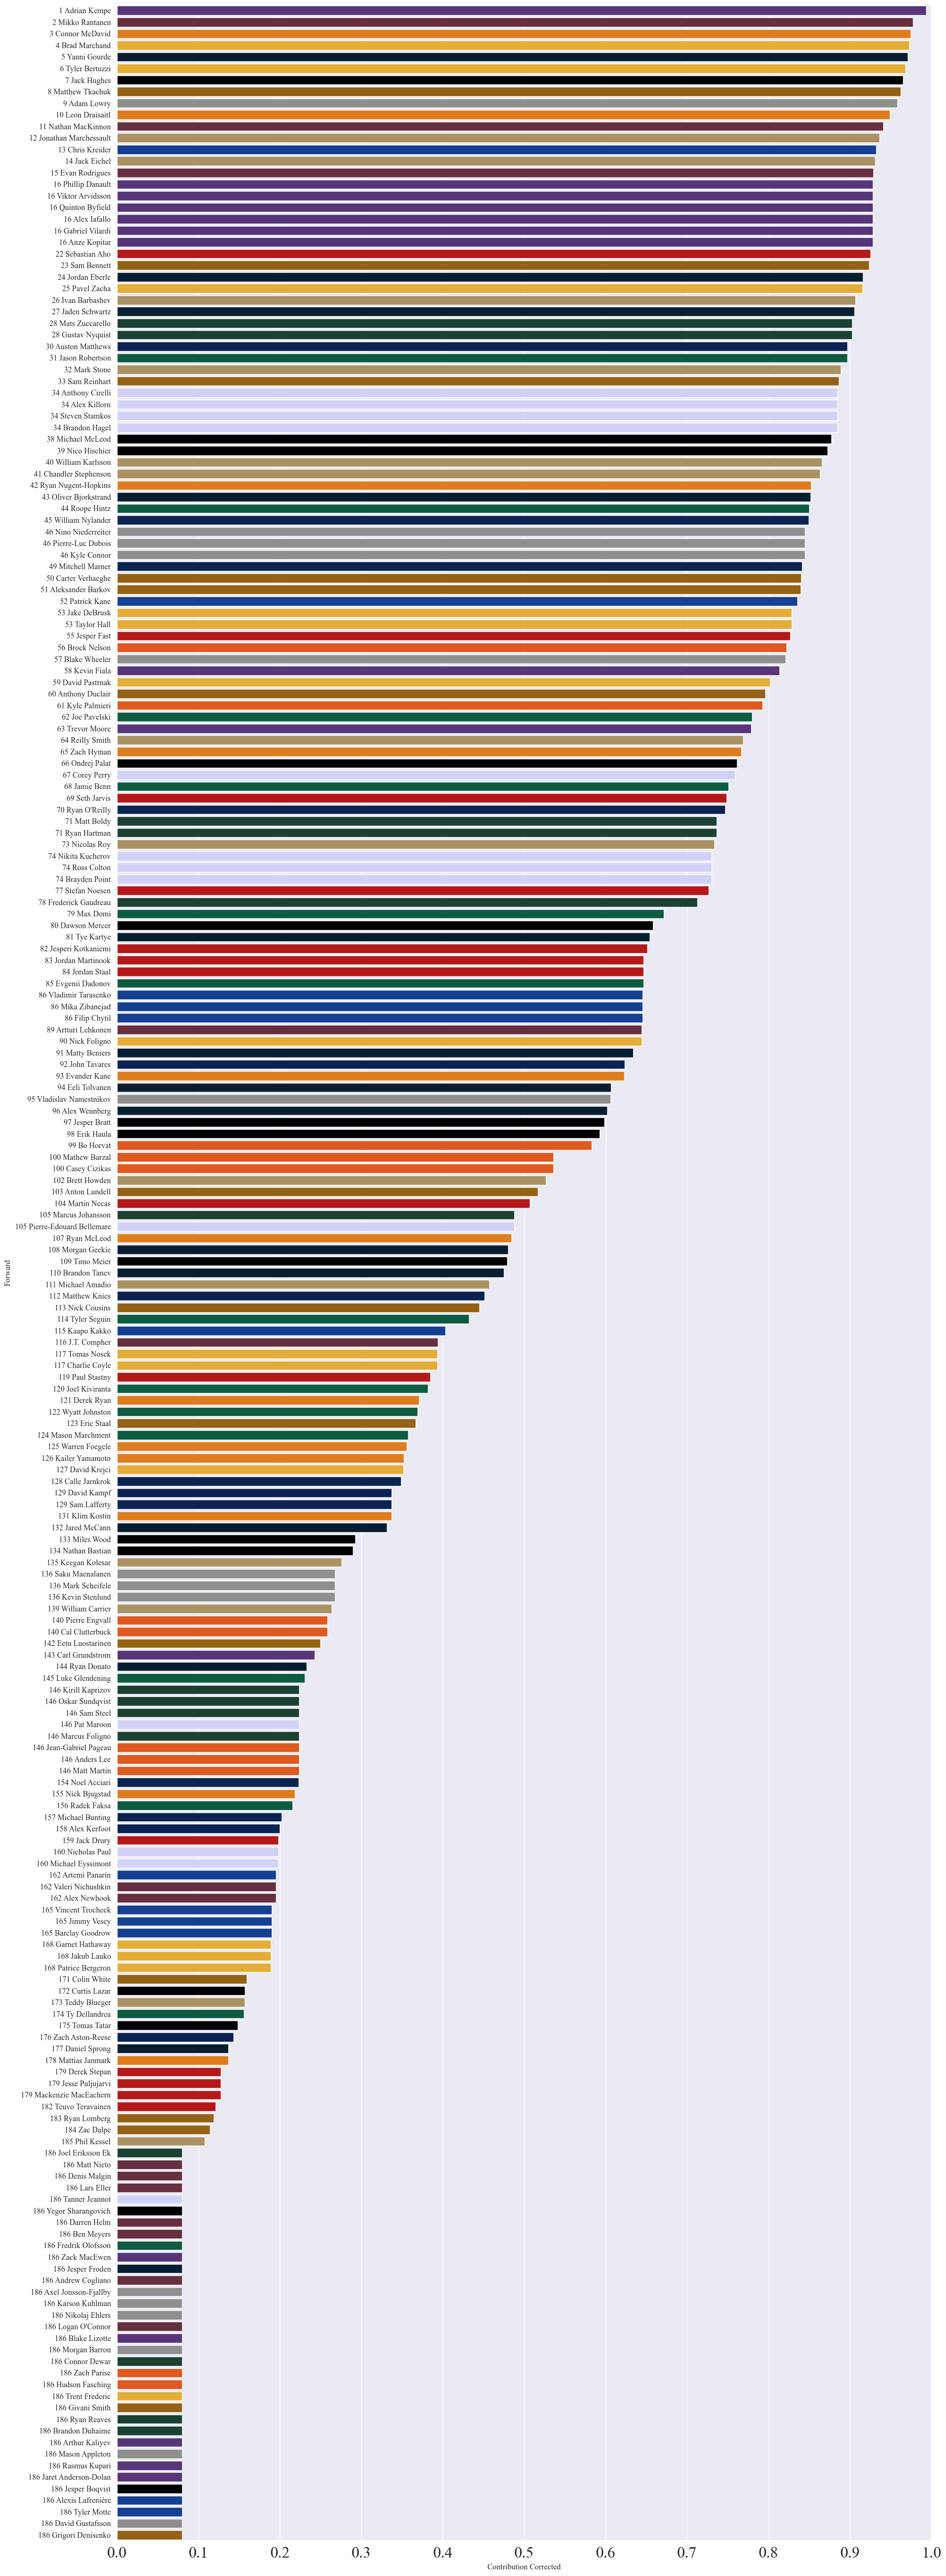 1 Adrian Kempe
2 Mikko Rantanen
3 Connor McDavid
4 Brad Marchand
5 Yanni Gourde
6 Tyler Bertuzzi
7 Jack Hughes
8 Matthew Tkachuk
9 Adam Lowry
10 Leon Draisaitl
11 Nathan MacKinnon
12 Jonathan Marchessault
13 Chris Kreider
14 Jack Eichel
15 Evan Rodrigues
16 Phillip Danault
16 Viktor Arvidsson
16 Quinton Byfield
16 Alex Iafallo
16 Gabriel Vilardi
16 Anze Kopitar
22 Sebastian Aho
23 Sam Bennett
24 Jordan Eberle
25 Pavel Zacha
26 Ivan Barbashev
27 Jaden Schwartz
28 Mats Zuccarello
28 Gustav Nyquist
30 Auston Matthews
31 Jason Robertson
32 Mark Stone
33 Sam Reinhart
34 Anthony Cirelli
34 Alex Killorn
34 Steven Stamkos
34 Brandon Hagel
38 Michael McLeod
39 Nico Hischier
40 William Karlsson
41 Chandler Stephenson
42 Ryan Nugent-Hopkins
43 Oliver Bjorkstrand
44 Roope Hintz
45 William Nylander
46 Nino Niederreiter
46 Pierre-Luc Dubois
46 Kyle Connor
49 Mitchell Marner
50 Carter Verhaeghe
51 Aleksander Barkov
52 Patrick Kane
53 Jake DeBrusk
53 Taylor Hall
55 Jesper Fast
56 Brock Nelson
57 Blake Wheeler
58 Kevin Fiala
59 David Pastrnak
60 Anthony Duclair
61 Kyle Palmieri
62 Joe Pavelski
63 Trevor Moore
64 Reilly Smith
65 Zach Hyman
66 Ondrej Palat
67 Corey Perry
68 Jamie Benn
69 Seth Jarvis
70 Ryan O'Reilly
71 Matt Boldy
71 Ryan Hartman
73 Nicolas Roy
74 Nikita Kucherov
74 Ross Colton
74 Brayden Point
77 Stefan Noesen
78 Frederick Gaudreau
79 Max Domi
80 Dawson Mercer
81 Tye Kartye
82 Jesperi Kotkaniemi
83 Jordan Martinook
84 Jordan Staal
85 Evgenii Dadonov
86 Vladimir Tarasenko
86 Mika Zibanejad
86 Filip Chytil
89 Artturi Lehkonen
90 Nick Foligno
91 Matty Beniers
92 John Tavares
93 Evander Kane
94 Eeli Tolvanen
95 Vladislav Namestnikov
96 Alex Wennberg
97 Jesper Bratt
98 Erik Haula
99 Bo Horvat
100 Mathew Barzal
100 Casey Cizikas
102 Brett Howden
103 Anton Lundell
104 Martin Necas
105 Marcus Johansson
105 Pierre-Edouard Bellemare
107 Ryan McLeod
108 Morgan Geekie
109 Timo Meier
110 Brandon Tanev
111 Michael Amadio
112 Matthew Knies
113 Nick Cousins
114 Tyler Seguin
115 Kaapo Kakko
116 J.T. Compher
117 Tomas Nosek
117 Charlie Coyle
119 Paul Stastny
120 Joel Kiviranta
121 Derek Ryan
122 Wyatt Johnston
123 Eric Staal
124 Mason Marchment
125 Warren Foegele
126 Kailer Yamamoto
127 David Krejci
128 Calle Jarnkrok
129 David Kampf
129 Sam Lafferty
131 Klim Kostin
132 Jared McCann
133 Miles Wood
134 Nathan Bastian
135 Keegan Kolesar
136 Saku Maenalanen
136 Mark Scheifele
136 Kevin Stenlund
139 William Carrier
140 Pierre Engvall
140 Cal Clutterbuck
142 Eetu Luostarinen
143 Carl Grundstrom
144 Ryan Donato
145 Luke Glendening
146 Kirill Kaprizov
146 Oskar Sundqvist
146 Sam Steel
146 Pat Maroon
146 Marcus Foligno
146 Jean-Gabriel Pageau
146 Anders Lee
146 Matt Martin
154 Noel Acciari
155 Nick Bjugstad
156 Radek Faksa
157 Michael Bunting
158 Alex Kerfoot
159 Jack Drury
160 Nicholas Paul
160 Michael Eyssimont
162 Artemi Panarin
162 Valeri Nichushkin
162 Alex Newhook
165 Vincent Trocheck
165 Jimmy Vesey
165 Barclay Goodrow
168 Garnet Hathaway
168 Jakub Lauko
168 Patrice Bergeron
171 Colin White
172 Curtis Lazar
173 Teddy Blueger
174 Ty Dellandrea
175 Tomas Tatar
176 Zach Aston-Reese
177 Daniel Sprong
178 Mattias Janmark
179 Derek Stepan
179 Jesse Puljujarvi
179 Mackenzie MacEachern
182 Teuvo Teravainen
183 Ryan Lomberg
184 Zac Dalpe
185 Phil Kessel
186 Joel Eriksson Ek
186 Matt Nieto
186 Denis Malgin
186 Lars Eller
186 Tanner Jeannot
186 Yegor Sharangovich
186 Darren Helm
186 Ben Meyers
186 Fredrik Olofsson
186 Zack MacEwen
186 Jesper Froden
186 Andrew Cogliano
186 Axel Jonsson-Fjallby
186 Karson Kuhlman
186 Nikolaj Ehlers
186 Logan O'Connor
186 Blake Lizotte
186 Morgan Barron
186 Connor Dewar
186 Zach Parise
186 Hudson Fasching
186 Trent Frederic
186 Givani Smith
186 Ryan Reaves
186 Brandon Duhaime
186 Arthur Kaliyev
186 Mason Appleton
186 Rasmus Kupari
186 Jaret Anderson-Dolan
186 Jesper Boqvist
186 Alexis Lafrenière
186 Tyler Motte
186 David Gustafsson
186 Grigori Denisenko
Forward
0.0 0.1 0.2 0.3 0.4 0.5 0.6 0.7 0.8 0.9 1.0
Contribution Corrected